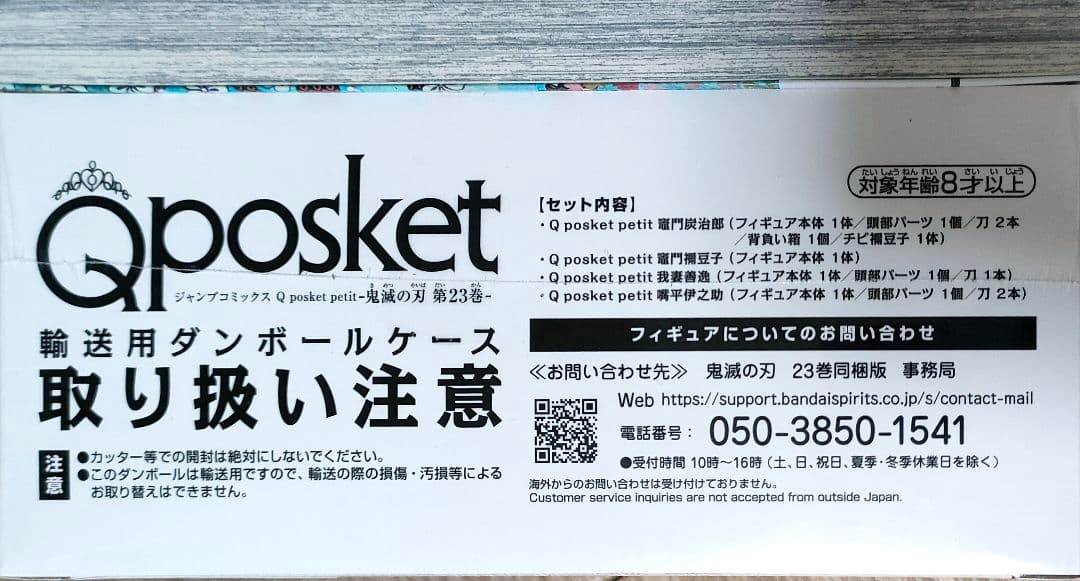 Qposket
ジャンプコミックス Q posket petit-鬼滅の刃 第23巻-
輸送用ダンボールケース
取り扱い注意
注意
●カッター等での開封は絶対にしないでください。
●このダンボールは輸送用ですので、輸送の際の損傷・汚損等による
お取り替えはできません。
対象年齢8才以上
【セット内容】
・Q posket petit 竈門炭治郎（フィギュア本体 1体／頭部パーツ 1個／刀 2本
／背負い箱 1個／チビ禰豆子 1体）
・Q posket petit 竈門禰豆子（フィギュア本体 1体）
・Q posket petit 我妻善逸（フィギュア本体 1体／頭部パーツ 1個／刀 1本）
・Q posket petit 嘴平伊之助（フィギュア本体 1体／頭部パーツ 1個／刀 2本）
フィギュアについてのお問い合わせ
≪お問い合わせ先≫ 鬼滅の刃 23巻同梱版 事務局
Web https://support.bandaispirits.co.jp/s/contact-mail
電話番号： 050-3850-1541
●受付時間 10時～16時（土、日、祝日、夏季・冬季休業日を除く）
海外からのお問い合わせは受け付けておりません。
Customer service inquiries are not accepted from outside Japan.